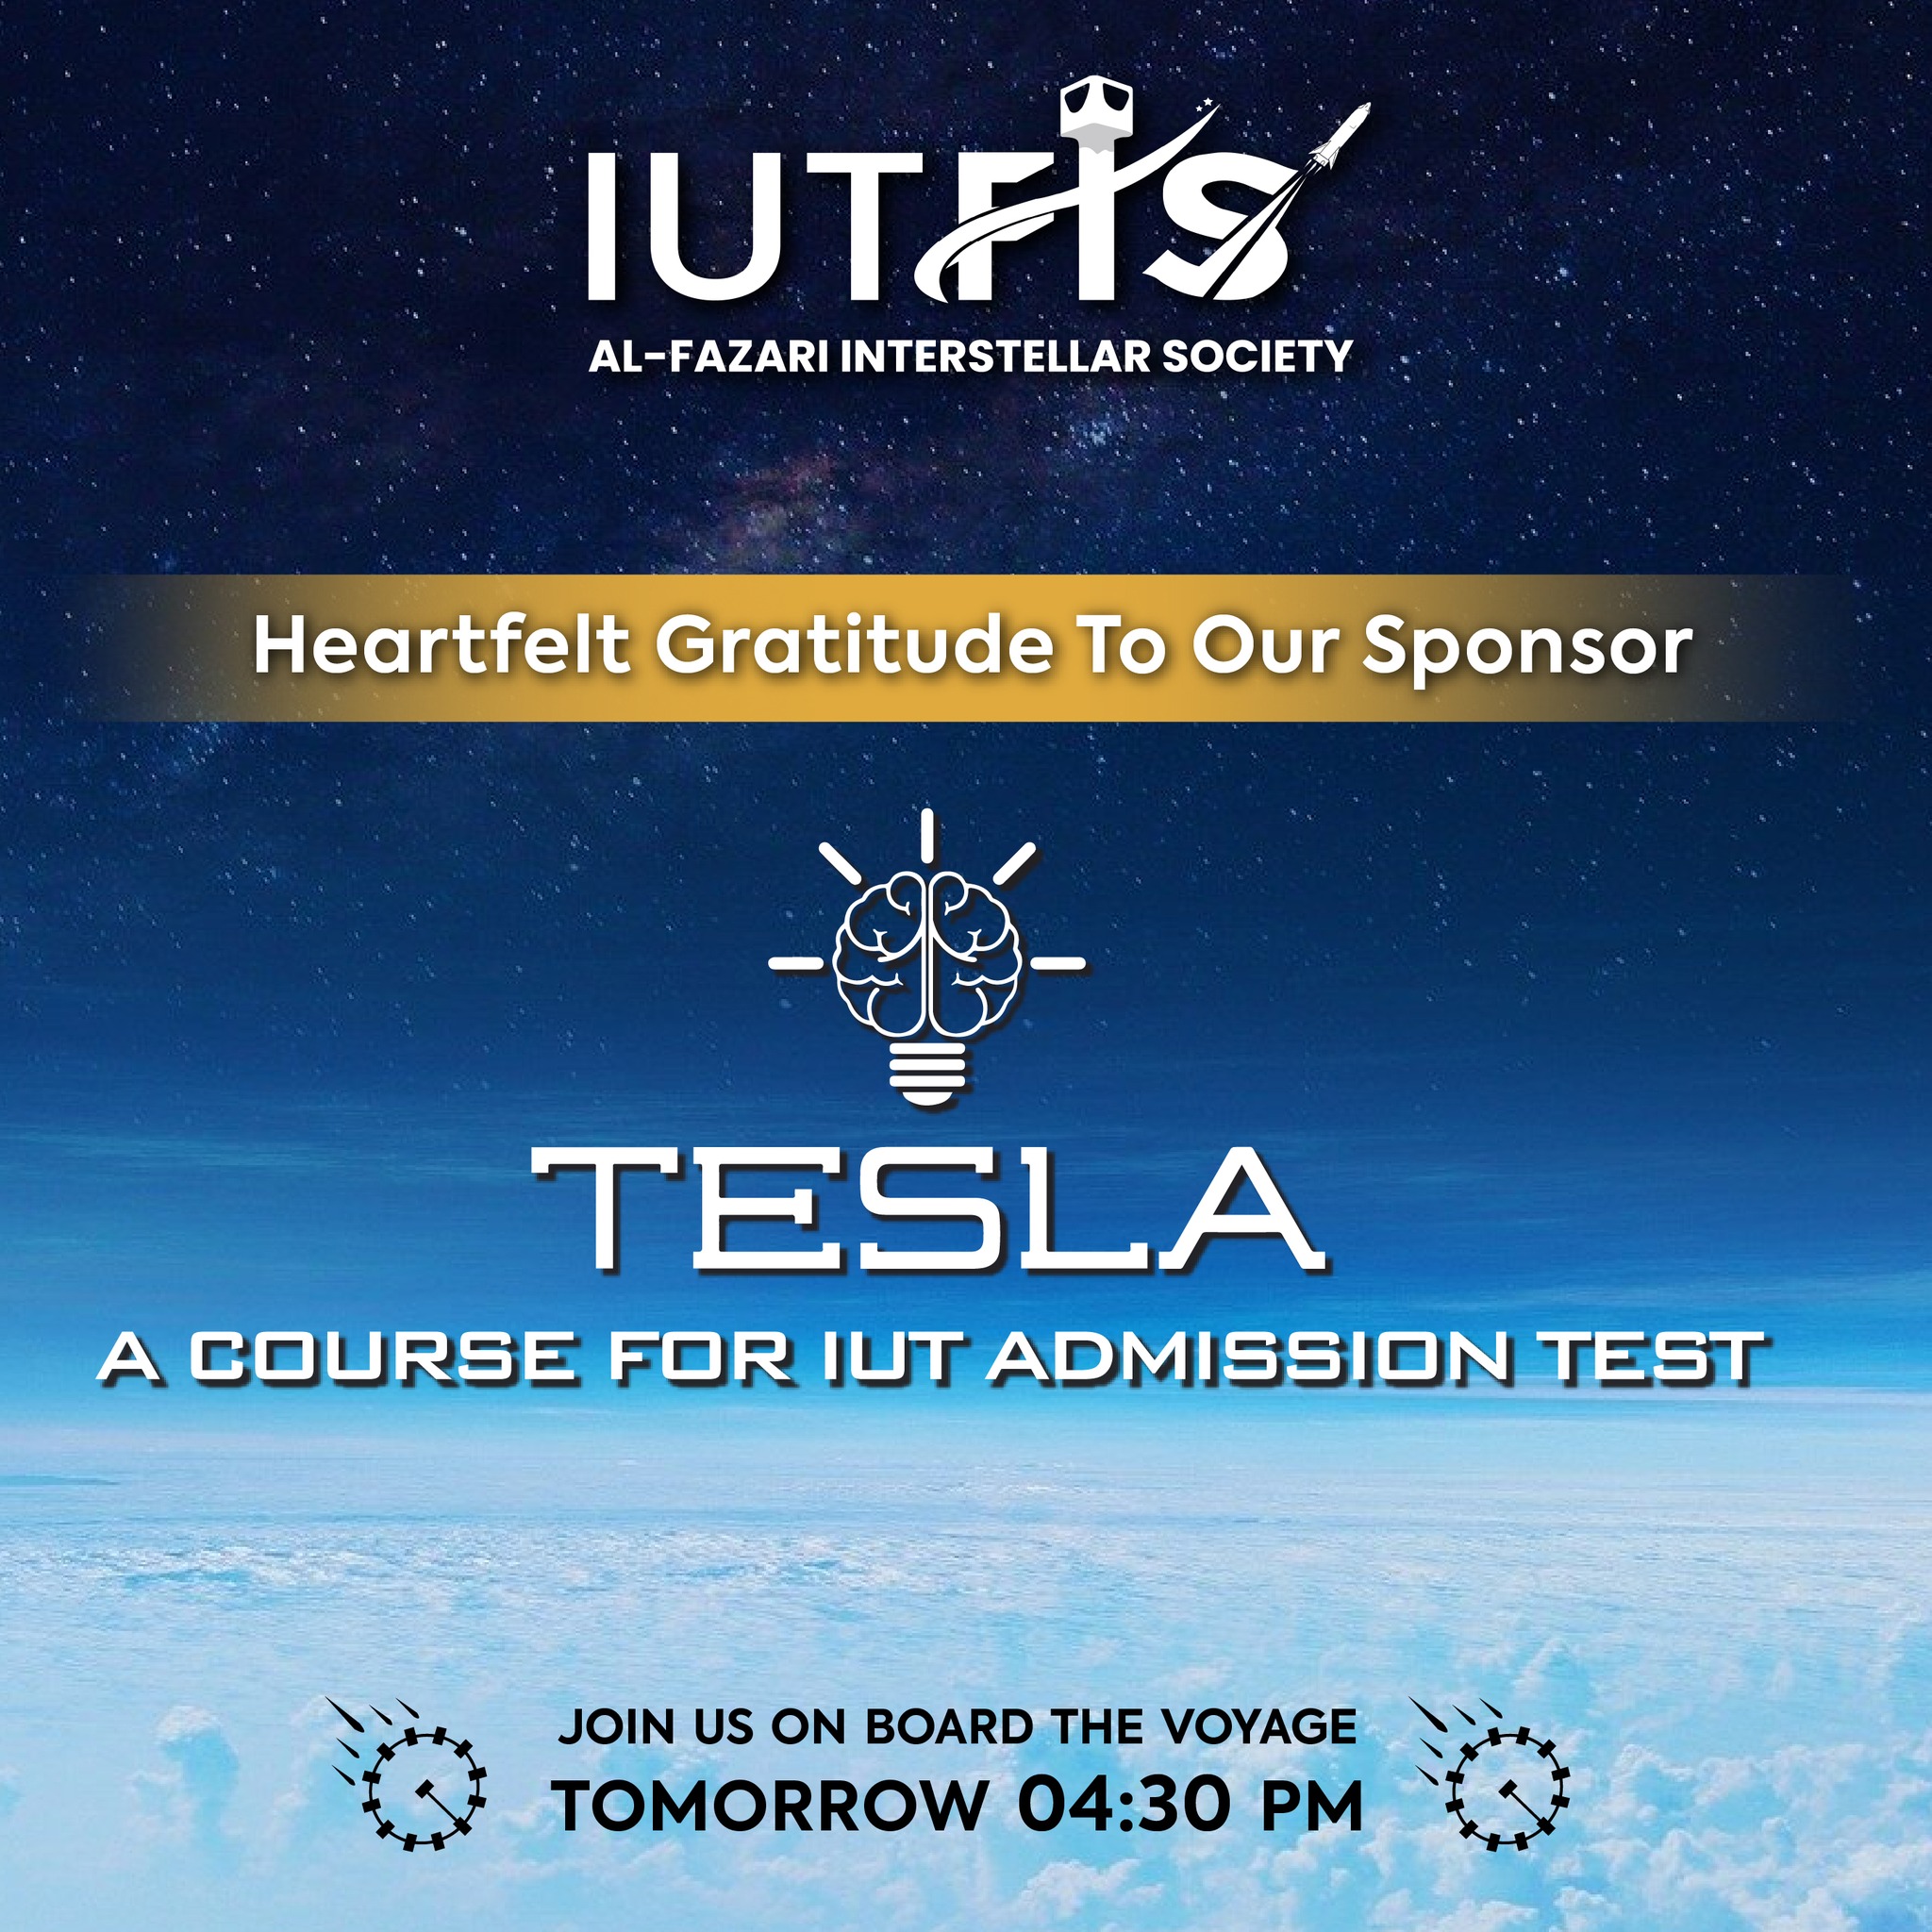 IUTFIS
AL-FAZARI INTERSTELLAR SOCIETY
Heartfelt Gratitude To Our Sponsor
TESLA
A COURSE FOR IUT ADMISSION TEST
JOIN US ON BOARD THE VOYAGE
TOMORROW 04:30 PM